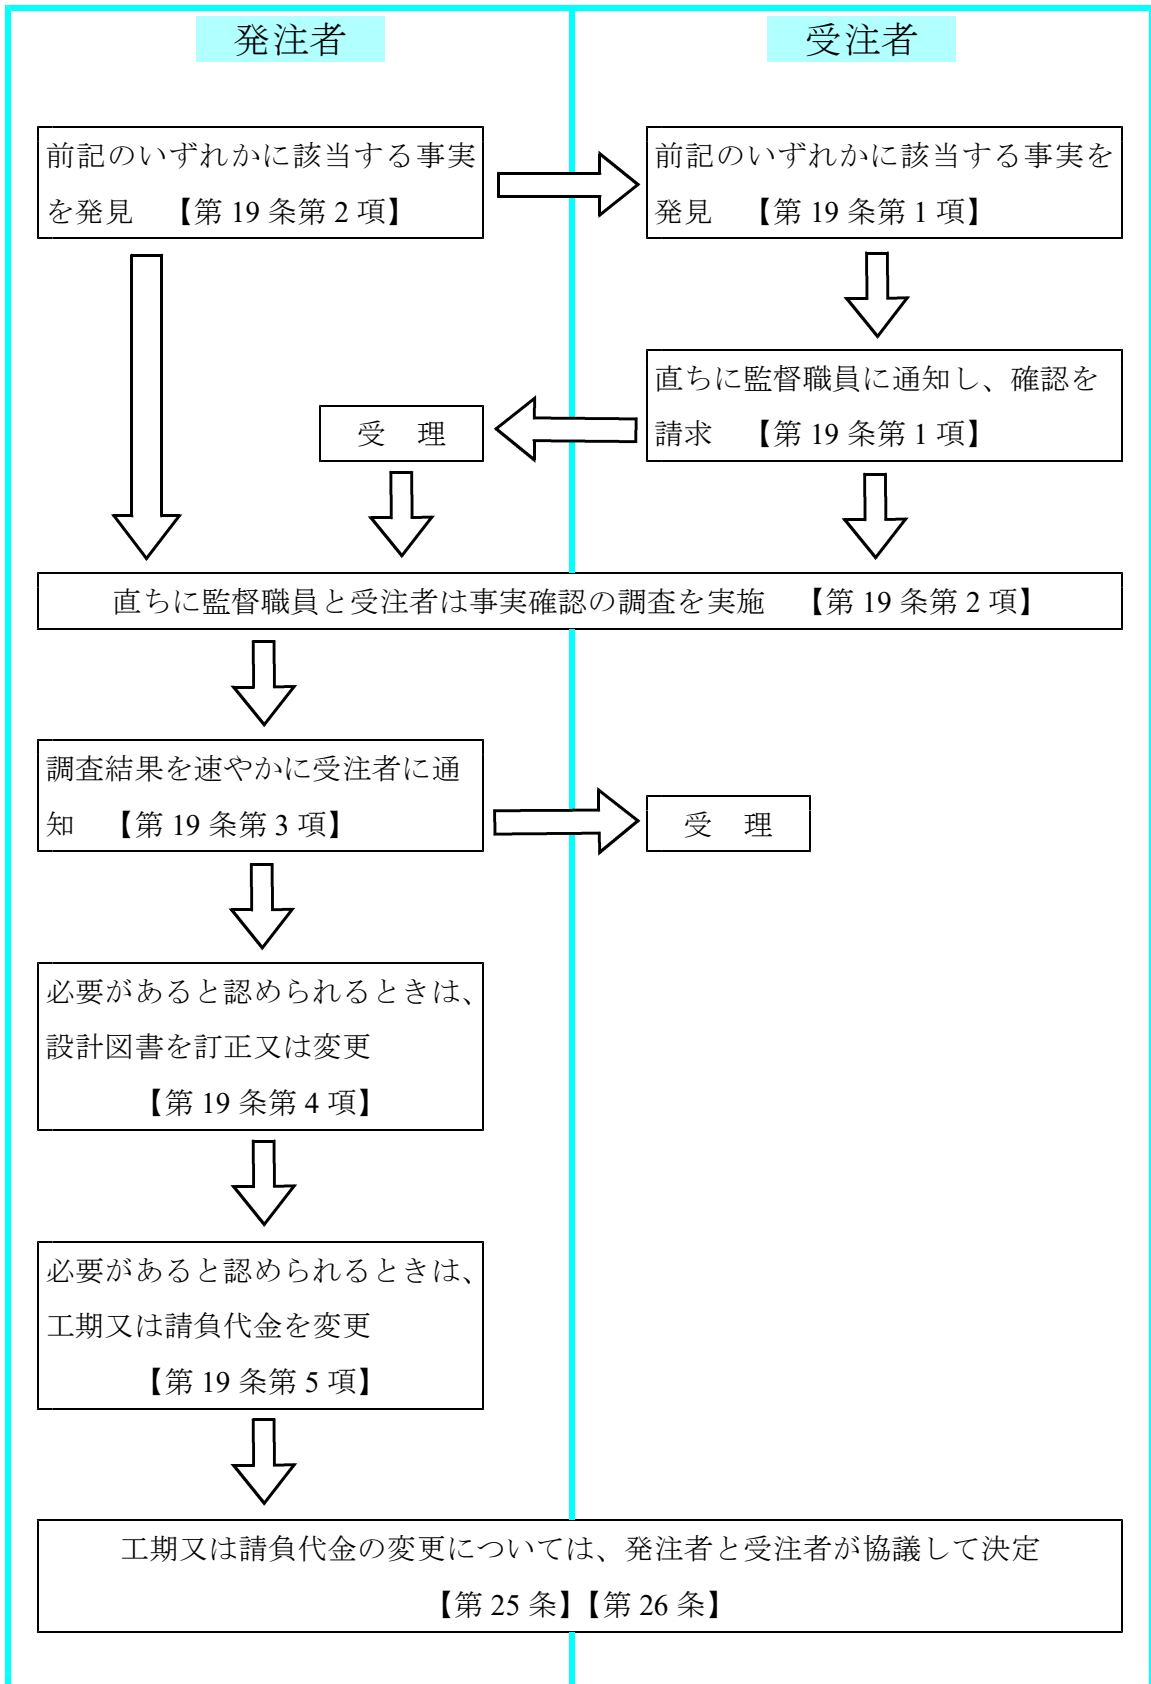 発注者
受注者
前記のいずれかに該当する事実
を発見　【第 19 条第 2 項】
前記のいずれかに該当する事実を
発見　【第 19 条第 1 項】
直ちに監督職員に通知し、確認を
請求　【第 19 条第 1 項】
受　理
直ちに監督職員と受注者は事実確認の調査を実施　【第 19 条第 2 項】
調査結果を速やかに受注者に通
知　【第 19 条第 3 項】
受　理
必要があると認められるときは、
設計図書を訂正又は変更
【第 19 条第 4 項】
必要があると認められるときは、
工期又は請負代金を変更
【第 19 条第 5 項】
工期又は請負代金の変更については、発注者と受注者が協議して決定
【第 25 条】【第 26 条】